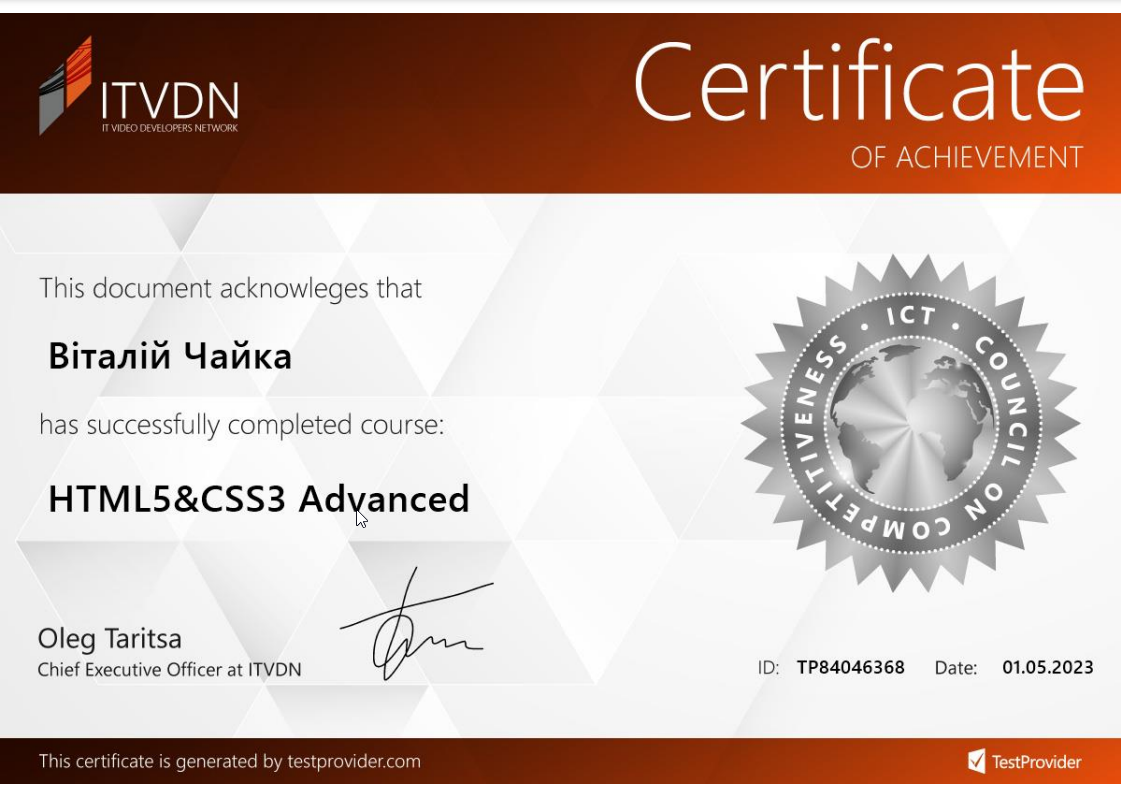 ITVDN
IT VIDEO DEVELOPERS NETWORK
Certificate
OF ACHIEVEMENT
This document acknowleges that
Віталій Чайка
has successfully completed course:
HTML5&CSS3 Advanced
ICT • COUNCIL ON COMPETITIVENESS •
Oleg Taritsa
Chief Executive Officer at ITVDN
ID: TP84046368 Date: 01.05.2023
This certificate is generated by testprovider.com
TestProvider